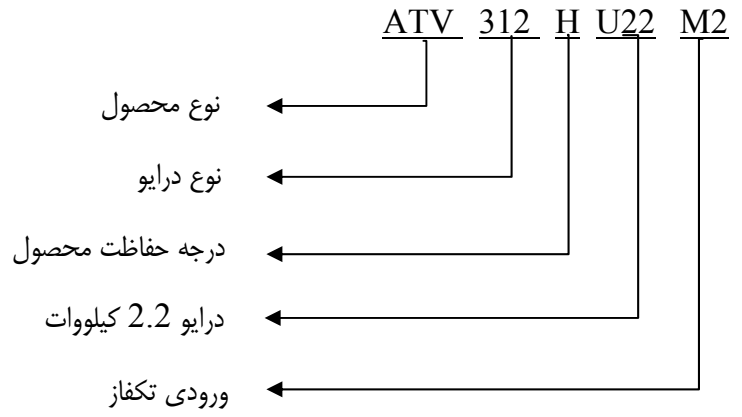 ATV 312 H U22 M2
نوع محصول
نوع درایو
درجه حفاظت محصول
درایو 2.2 کیلووات
ورودی تکفاز